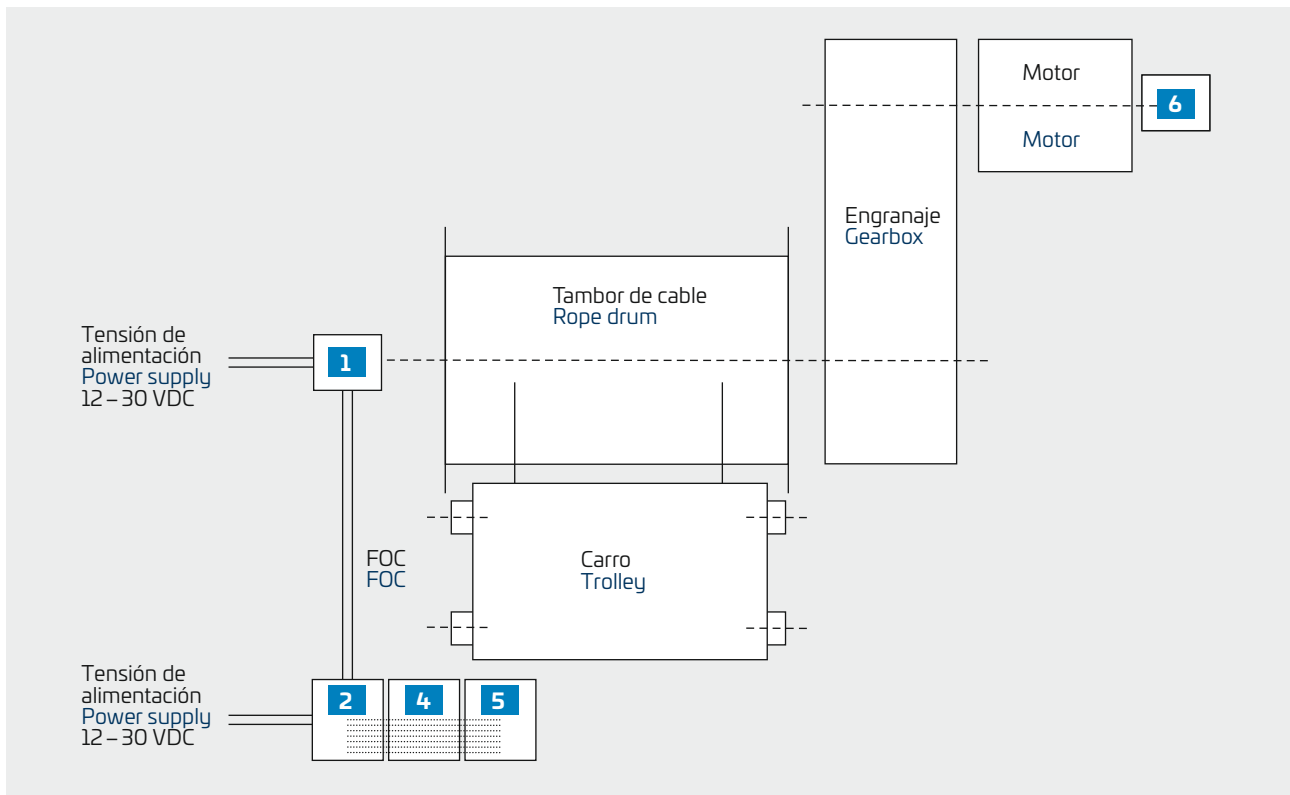 Motor
6
Motor
Engranaje
Gearbox
Tambor de cable
Rope drum
Tensión de
alimentación
Power supply
12 – 30 VDC
1
FOC
FOC
Carro
Trolley
Tensión de
alimentación
Power supply
12 – 30 VDC
2
4
5